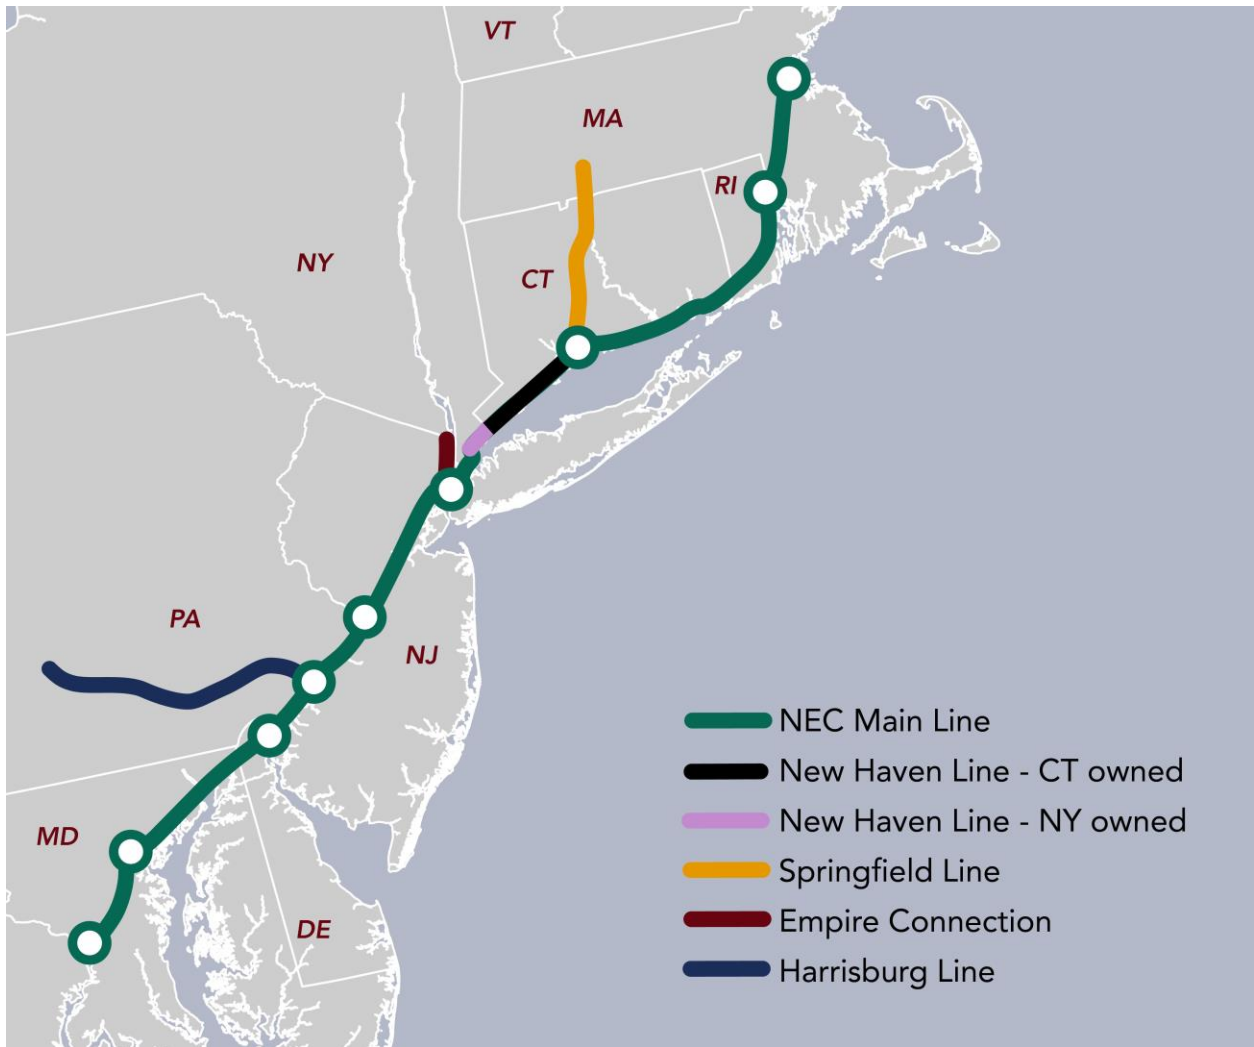 VT
MA
RI
NY
CT
PA
NJ
NEC Main Line
New Haven Line - CT owned
New Haven Line - NY owned
MD
Springfield Line
Empire Connection
DE
Harrisburg Line